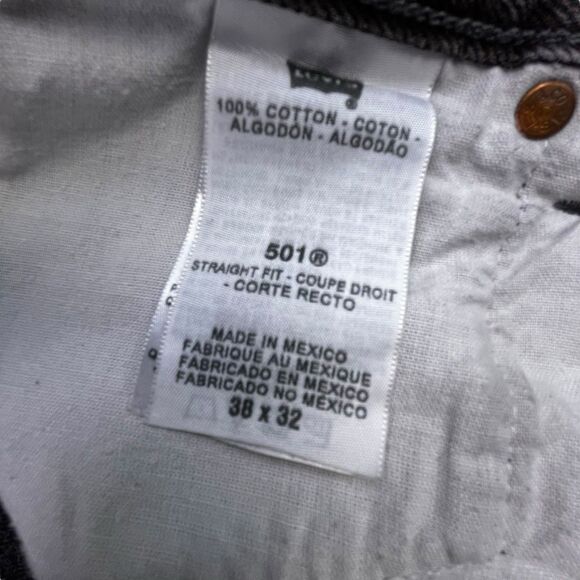 LEVI'S
®
100% COTTON - COTON -
ALGODÓN - ALGODÃO
501®
STRAIGHT FIT - COUPE DROIT
- CORTE RECTO
MADE IN MEXICO
FABRIQUE AU MEXIQUE
FABRICADO EN MEXICO
FABRICADO NO MÉXICO
38 X 32